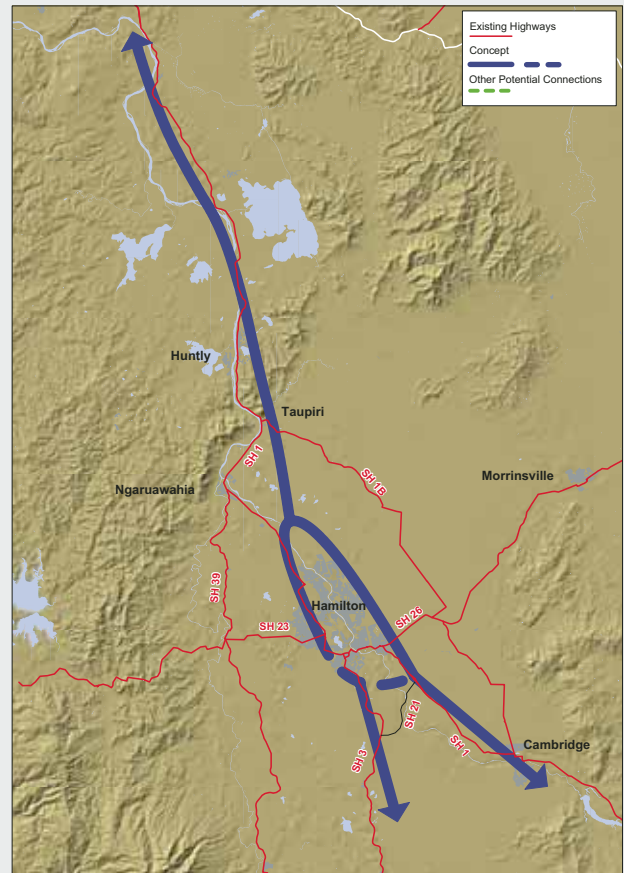 Existing Highways
Concept
Other Potential Connections
Huntly
Taupiri
SH 1
SH 1B
Morrinsville
Ngaruawahia
SH 39
Hamilton
SH 26
SH 23
SH 21
SH 3
SH 1
Cambridge